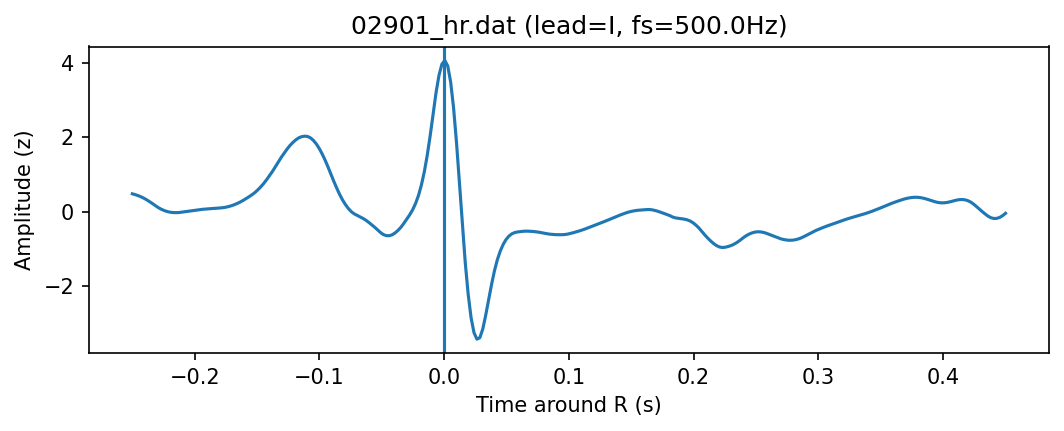 02901_hr.dat (lead=I, fs=500.0Hz)
Amplitude (z)
4
2
0
−2
−0.2 −0.1 0.0 0.1 0.2 0.3 0.4
Time around R (s)